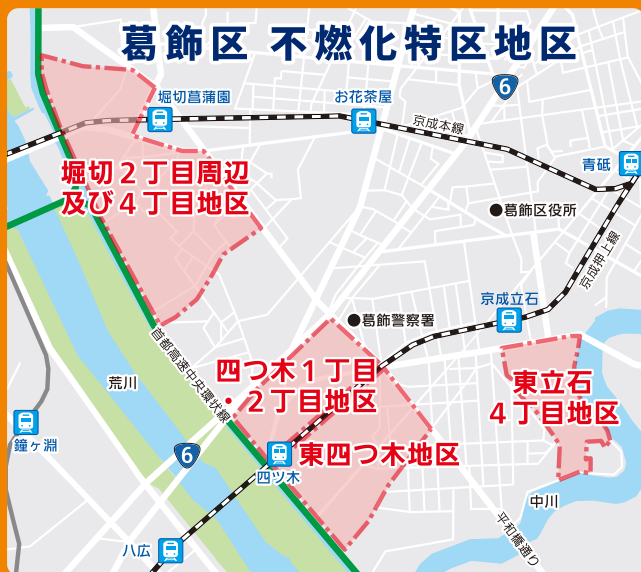 葛飾区 不燃化特区地区
6
堀切菖蒲園
お花茶屋
京成本線
青砥
堀切2丁目周辺
及び4丁目地区
●葛飾区役所
京成押上線
京成立石
●葛飾警察署
首都高速中央環状線
四つ木1丁目
・2丁目地区
東立石
4丁目地区
荒川
鐘ヶ淵
6
東四つ木地区
四ツ木
中川
平和橋通り
八広